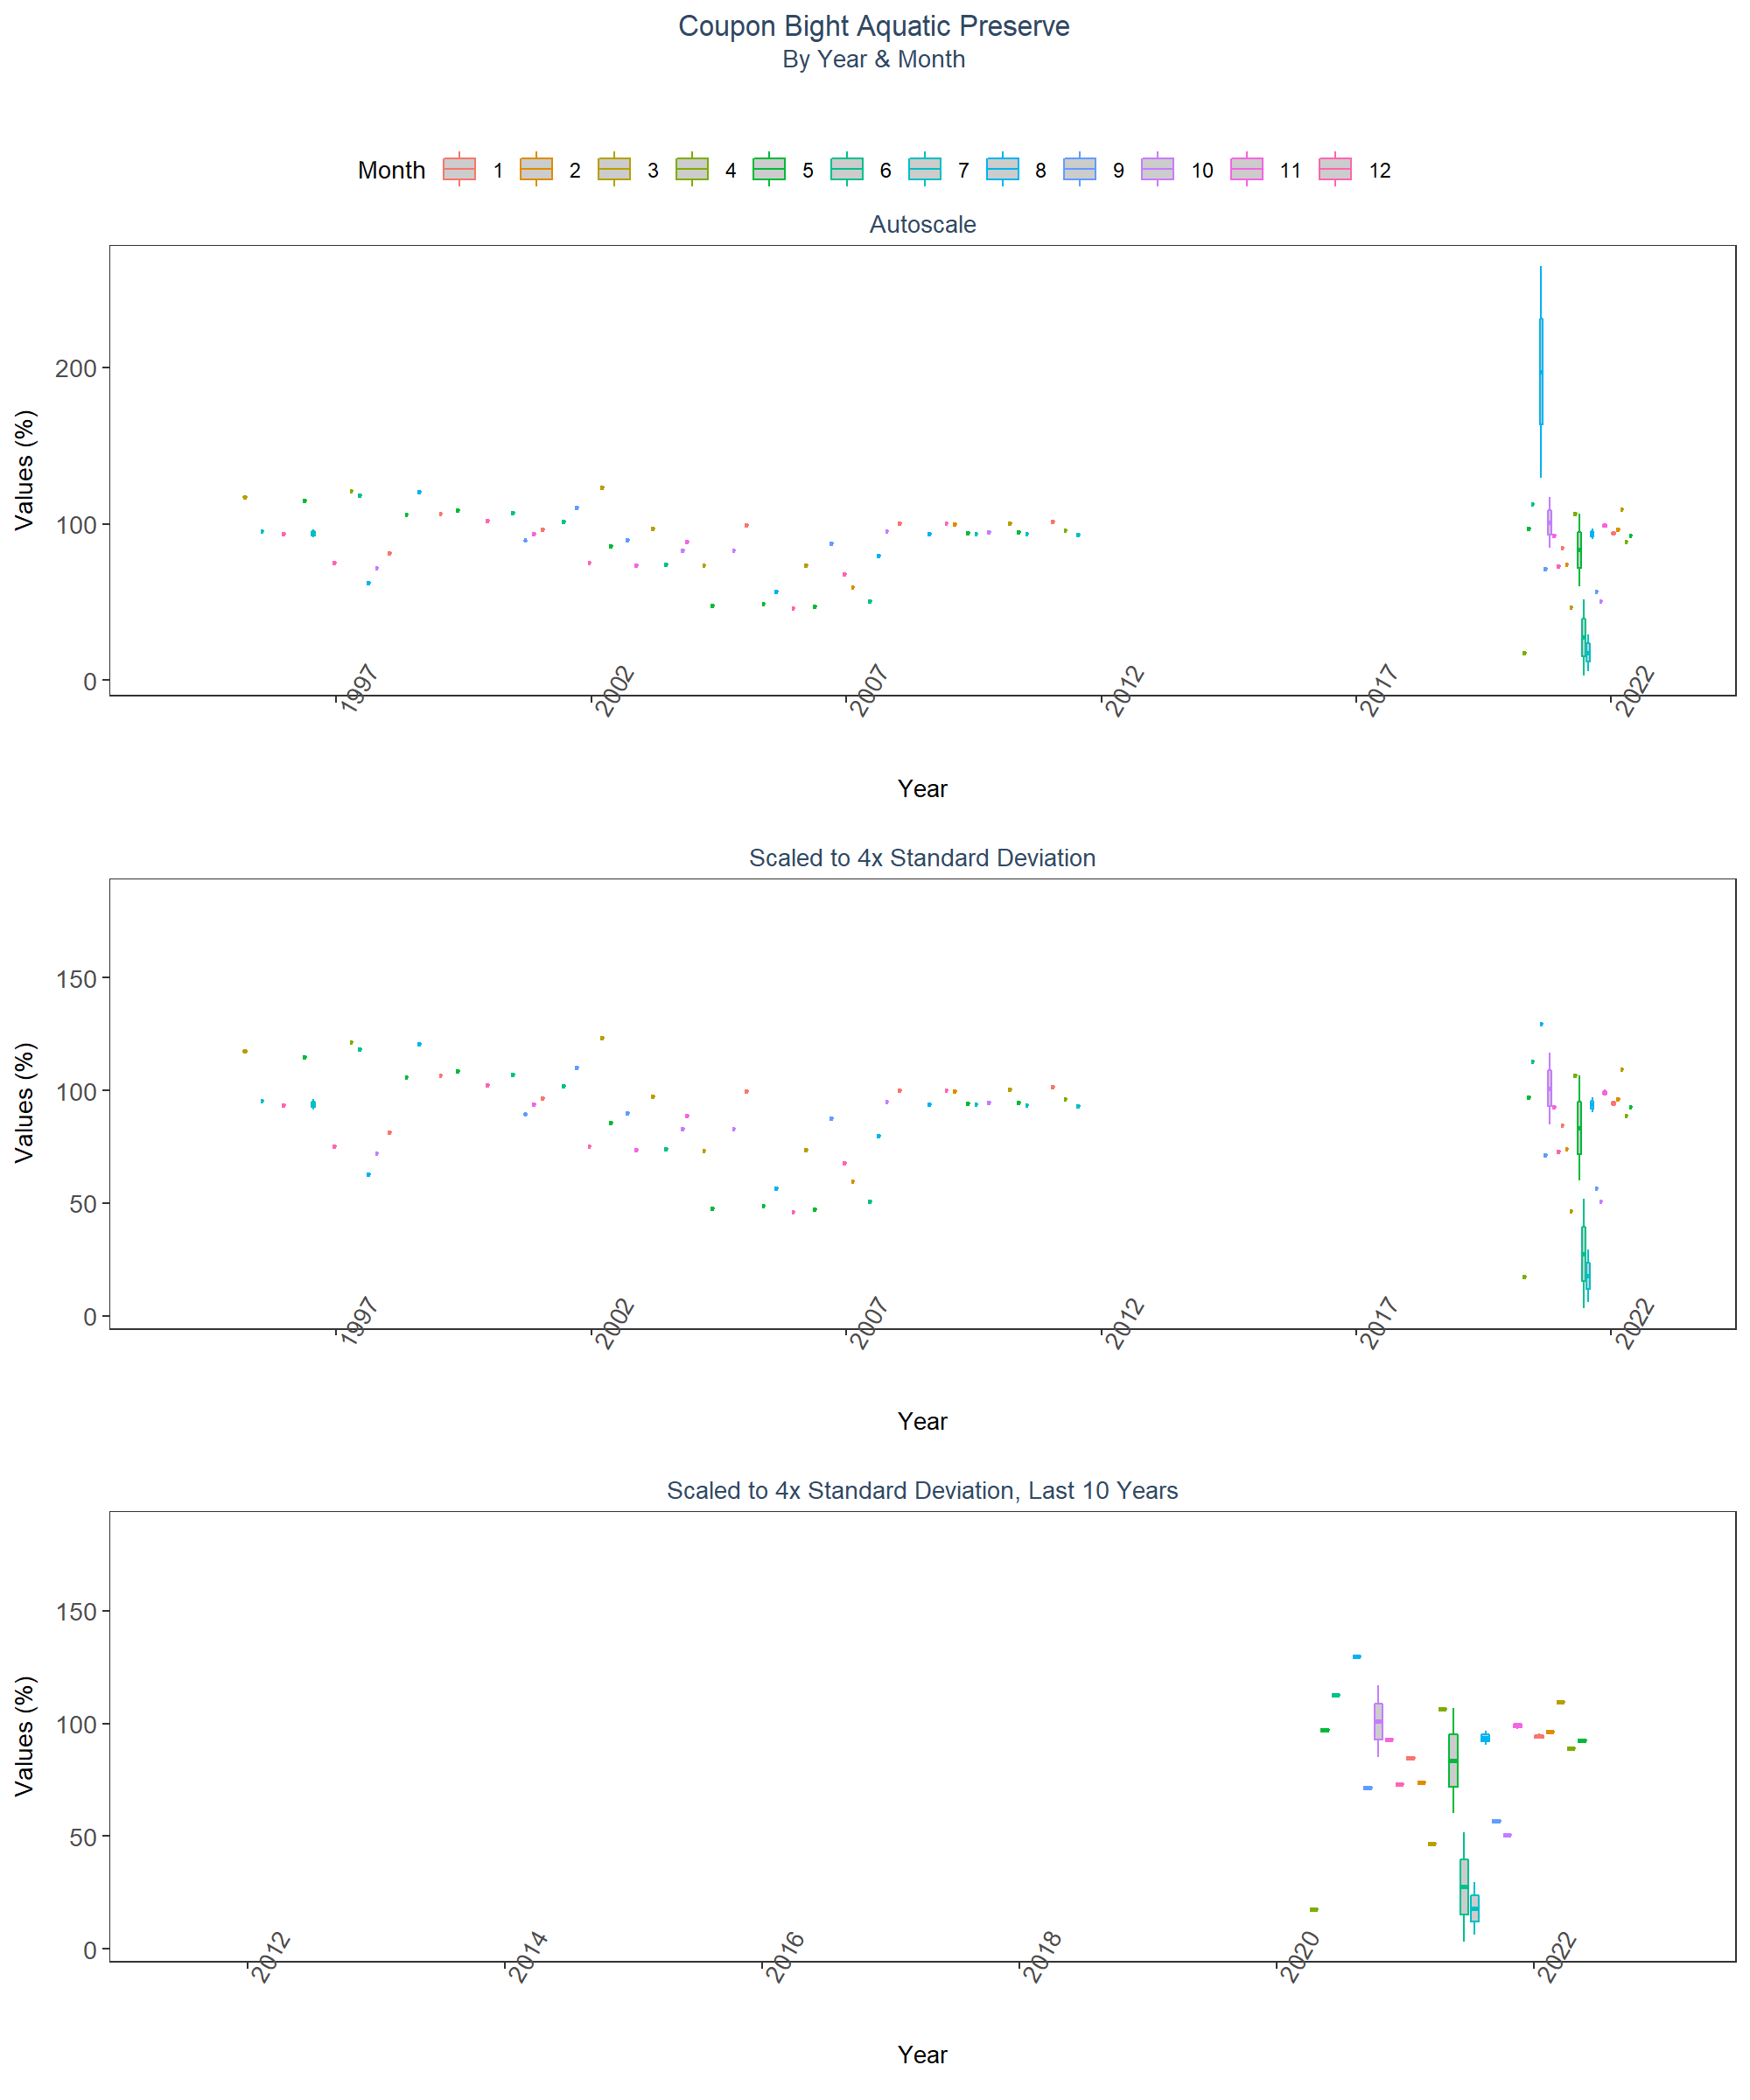 Coupon Bight Aquatic Preserve
By Year & Month
Month 1 2 3 4 5 6 7 8 9 10 11 12
Autoscale
Values (%)
200
100
0
1997 2002 2007 2012 2017 2022
Year
Scaled to 4x Standard Deviation
Values (%)
150
100
50
0
1997 2002 2007 2012 2017 2022
Year
Scaled to 4x Standard Deviation, Last 10 Years
Values (%)
150
100
50
0
2012 2014 2016 2018 2020 2022
Year